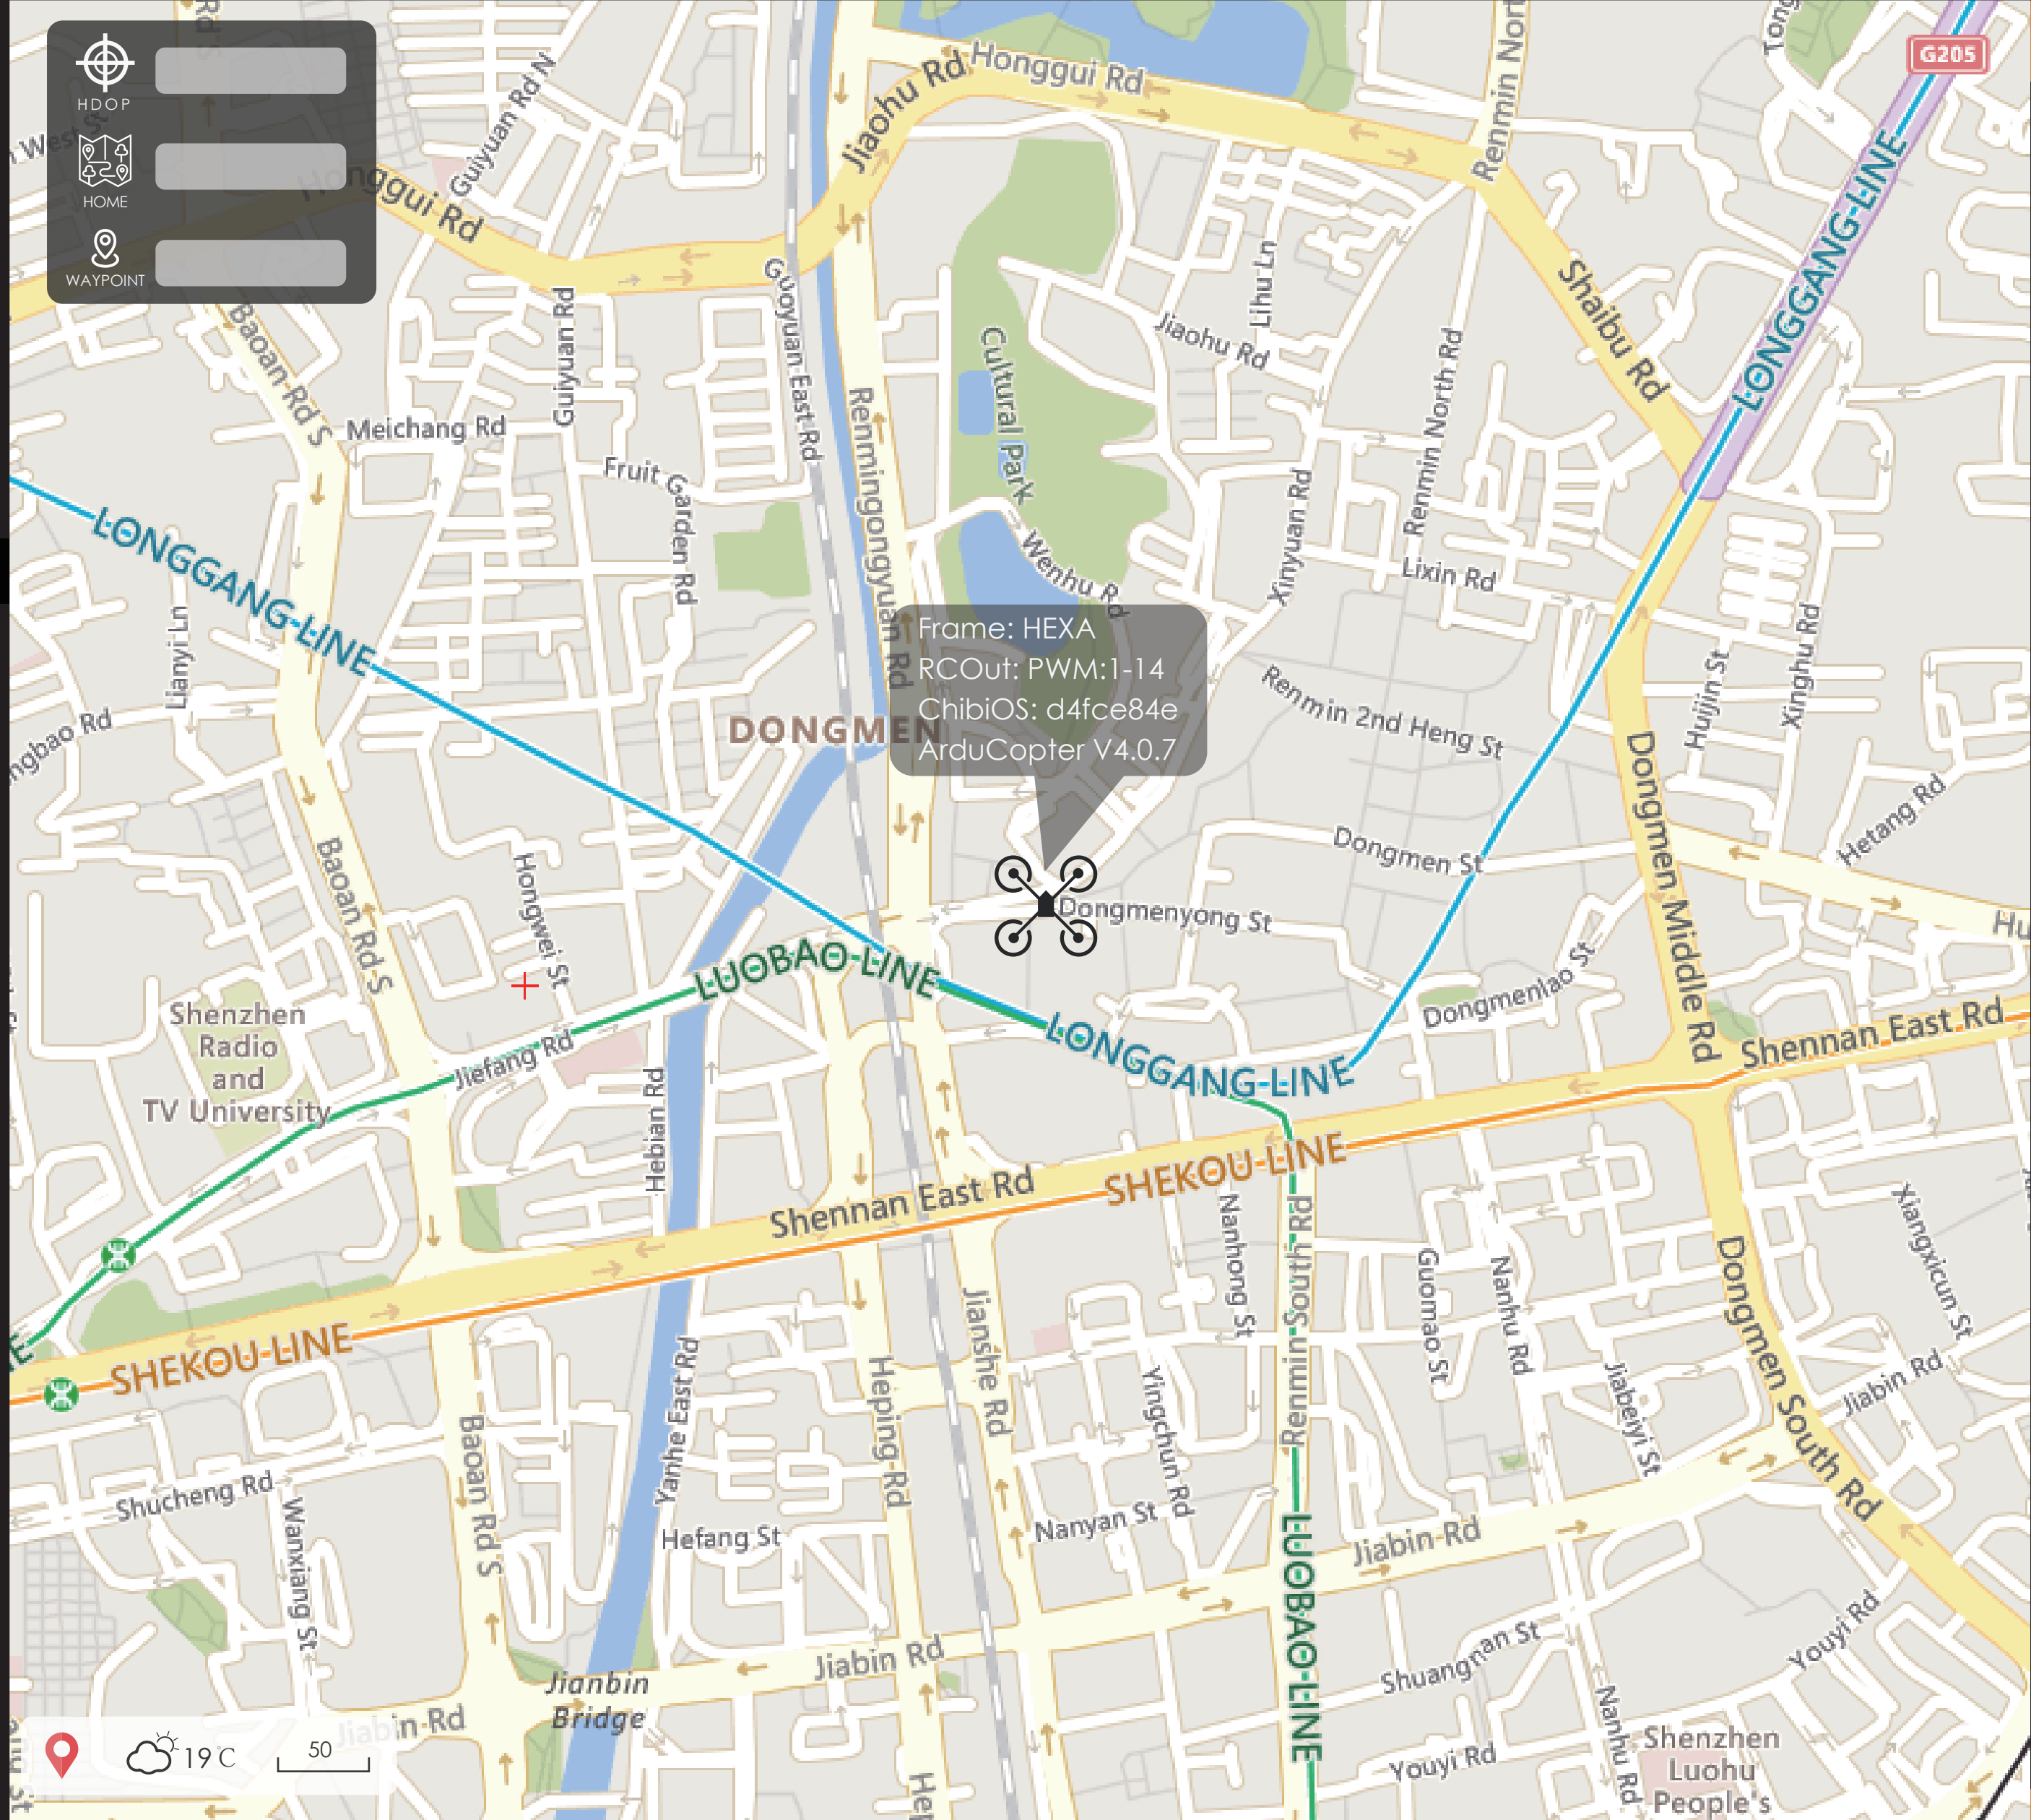 HDOP
HOME
WAYPOINT
Honggui Rd
Guiyuan Rd N
Jiaohu Rd
Honggui Rd
Renmin Nort
Tong
G205
LONGGANG-LINE
Baoan Rd S
Guiyuan Rd
Guoyuan East Rd
Renmingongyuan Rd
Cultural Park
Lihu Ln
Jiaohu Rd
Shaibu Rd
Renmin North Rd
Meichang Rd
Fruit Garden Rd
Xinyuan Rd
Wenhu Rd
Lixin Rd
LONGGANG-LINE
Lianyi Ln
ngbao Rd
DONGMEN
Frame: HEXA
RCOut: PWM:1-14
ChibiOS: d4fce84e
ArduCopter V4.0.7
Renmin 2nd Heng St
Huijin St
Xinghu Rd
Hetang Rd
Dongmen St
Dongmen Middle Rd
Hu
Baoan Rd S
Hongwei St
Dongmenyong St
Dongmenlao St
LUOBAO-LINE
LONGGANG-LINE
Shenzhen
Radio
and
TV University
Jiefang Rd
Hebian Rd
Shennan East Rd
Shennan East Rd
SHEKOU-LINE
SHEKOU-LINE
Nanhong St
Renmin South Rd
Guomao St
Nanhu Rd
Jiabeiyi St
Dongmen South Rd
Xiangxicun St
Jiabin Rd
Heping Rd
Jianshe Rd
Yingchun Rd
Yanhe East Rd
Baoan Rd S
Shucheng Rd
Wanxiang St
Hefang St
Nanyan St
Jiabin Rd
LUOBAO-LINE
Jiabin Rd
Jianbin
Bridge
Jiabin Rd
Shuangnan St
Youyi Rd
Youyi Rd
Nanhu Rd
Shenzhen
Luohu
People's
19°C
50